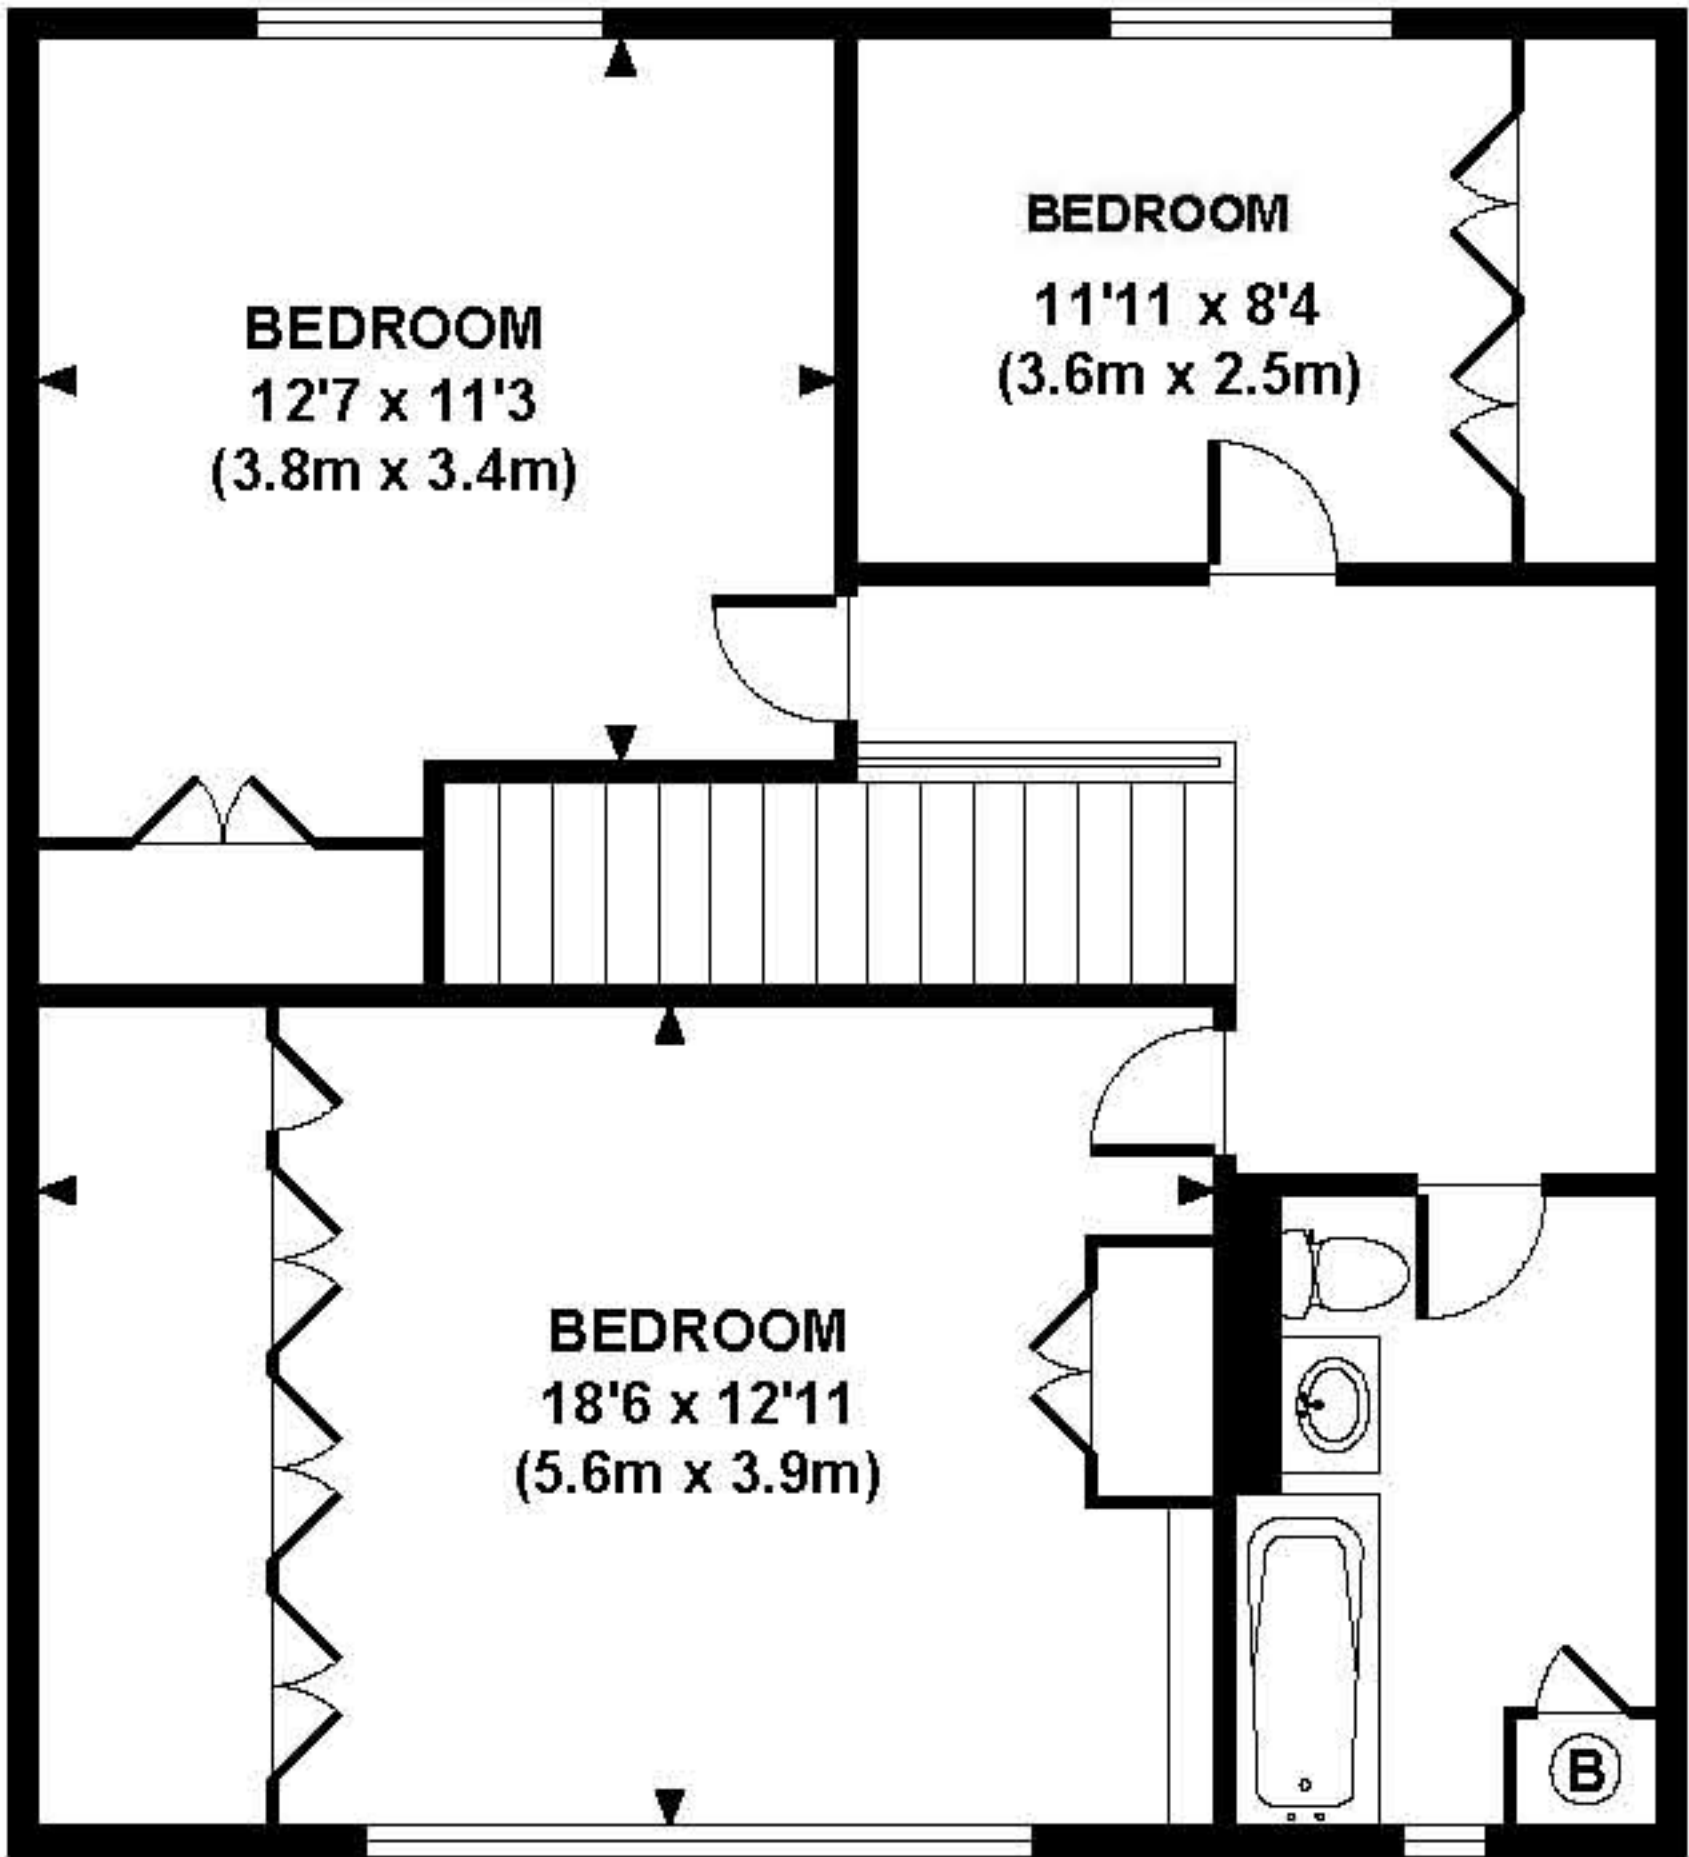 BEDROOM
12'7 x 11'3
(3.8m x 3.4m)
BEDROOM
11'11 x 8'4
(3.6m x 2.5m)
BEDROOM
18'6 x 12'11
(5.6m x 3.9m)
B